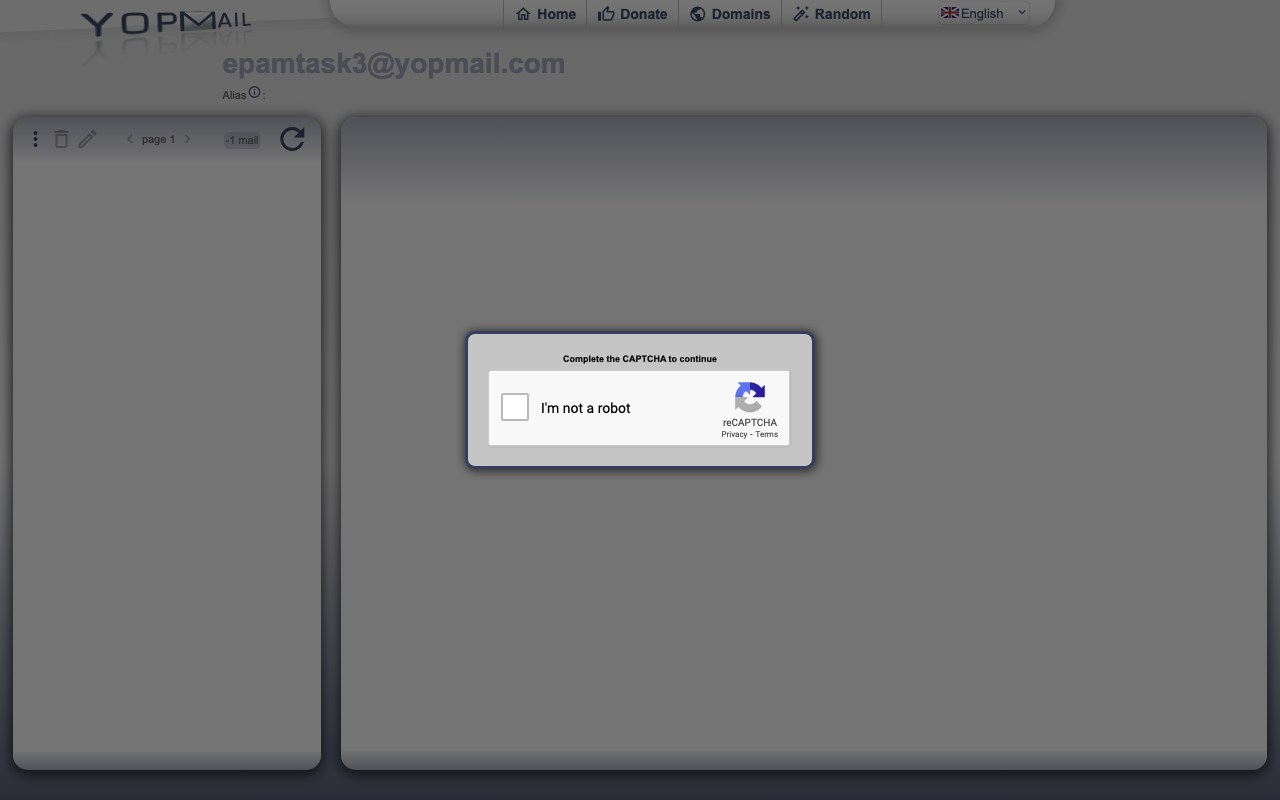 YOPMAIL
Home
Donate
Domains
Random
English
epamtask3@yopmail.com
Alias :
page 1
-1 mail
Complete the CAPTCHA to continue
I'm not a robot
reCAPTCHA
Privacy - Terms